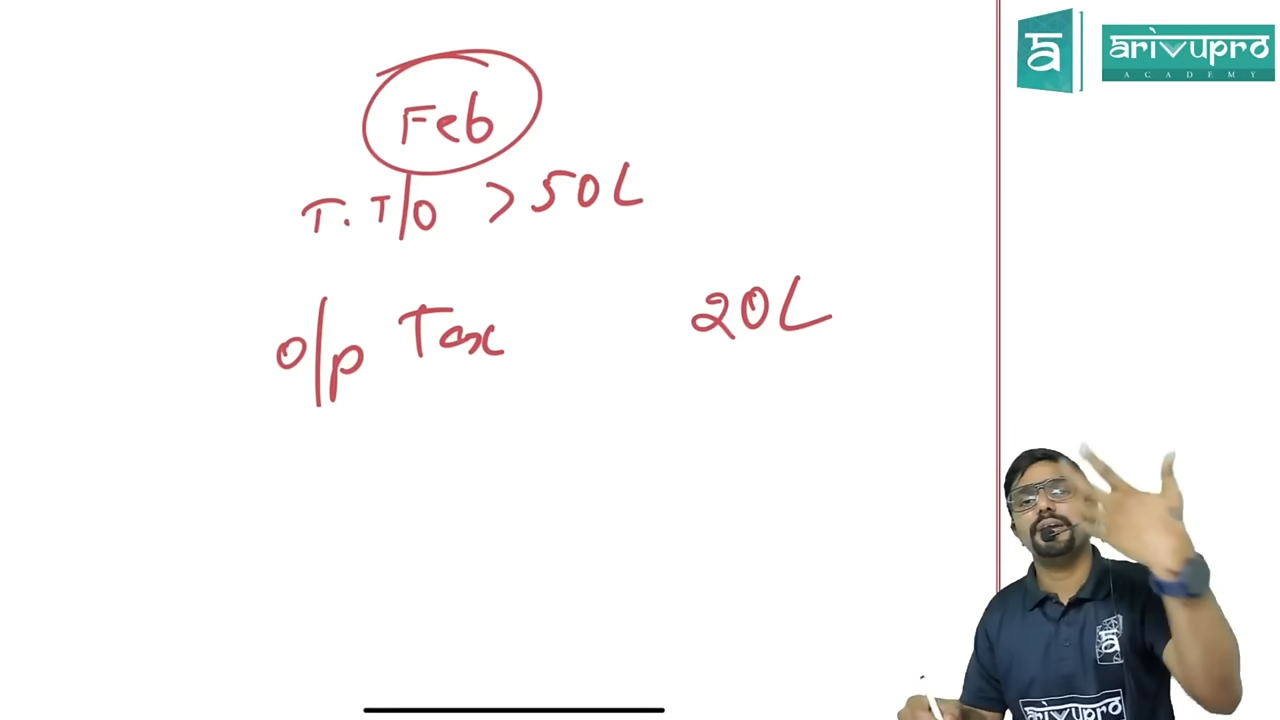 arivupro
ACADEMY
Feb
T. T/O > 50L
o/p Tax 20L
arivupro